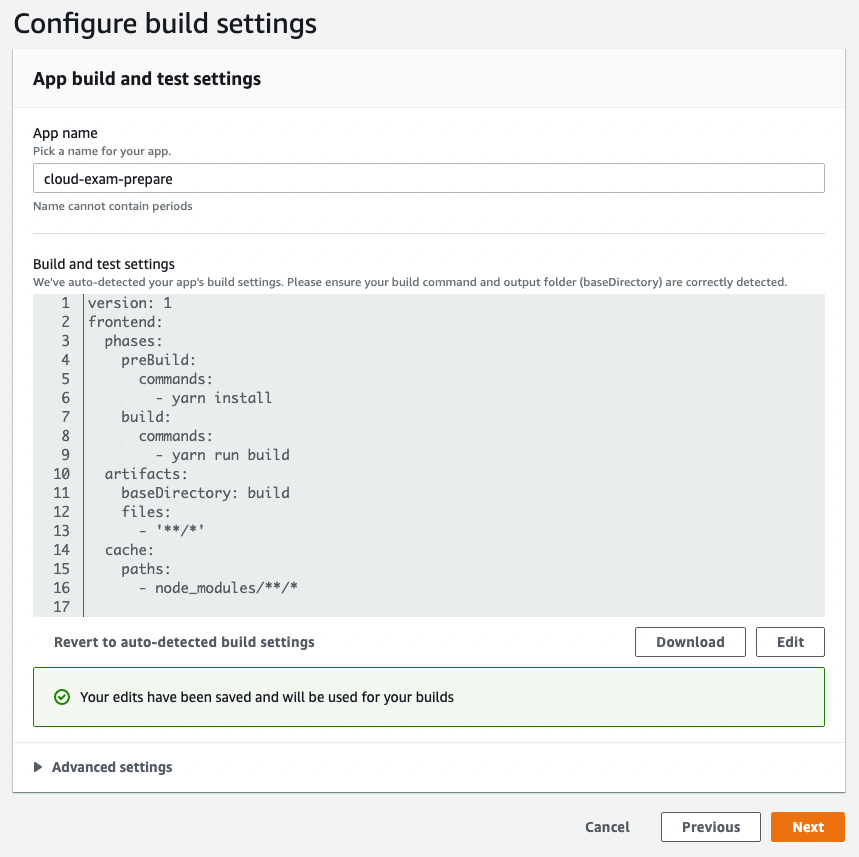 Configure build settings
App build and test settings
App name
Pick a name for your app.
cloud-exam-prepare
Name cannot contain periods
Build and test settings
We've auto-detected your app's build settings. Please ensure your build command and output folder (baseDirectory) are correctly detected.
1 version: 1
2 frontend:
3   phases:
4     preBuild:
5       commands:
6         - yarn install
7     build:
8       commands:
9         - yarn run build
10   artifacts:
11     baseDirectory: build
12     files:
13       - '**/*'
14   cache:
15     paths:
16       - node_modules/**/*
17
Revert to auto-detected build settings Download Edit
Your edits have been saved and will be used for your builds
Advanced settings
Cancel Previous Next